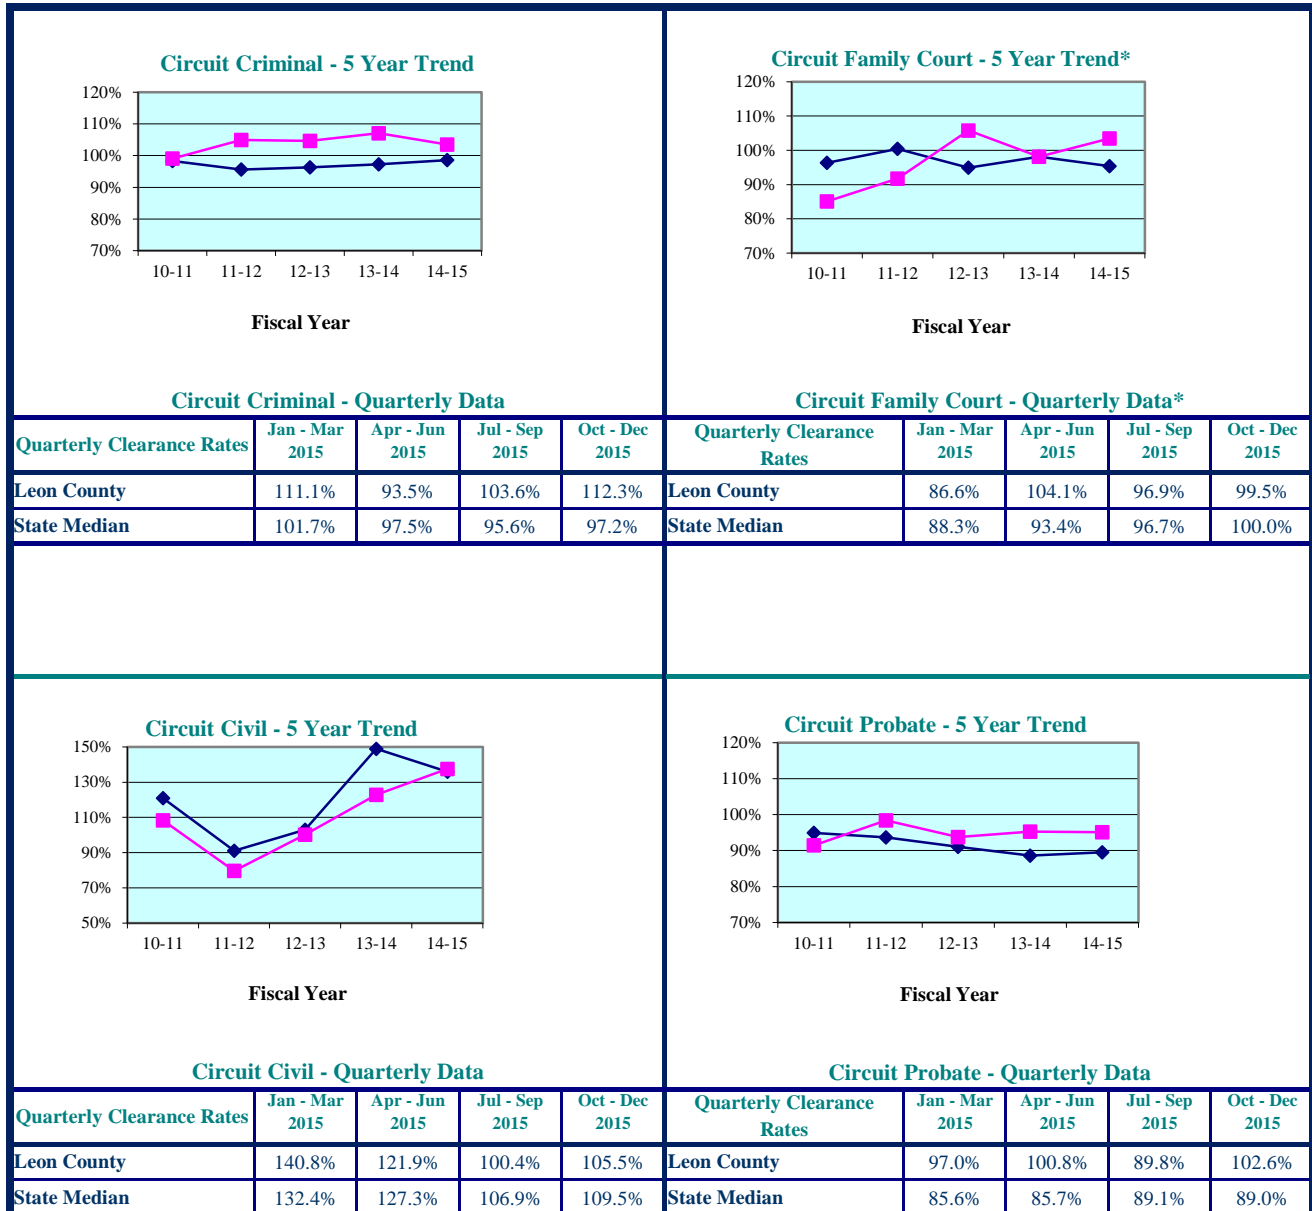 Circuit Criminal - 5 Year Trend
120%
110%
100%
90%
80%
70%
10-11 11-12 12-13 13-14 14-15
Fiscal Year
Circuit Criminal - Quarterly Data
Quarterly Clearance Rates Jan - Mar 2015 Apr - Jun 2015 Jul - Sep 2015 Oct - Dec 2015
Leon County 111.1% 93.5% 103.6% 112.3%
State Median 101.7% 97.5% 95.6% 97.2%
Circuit Family Court - 5 Year Trend*
120%
110%
100%
90%
80%
70%
10-11 11-12 12-13 13-14 14-15
Fiscal Year
Circuit Family Court - Quarterly Data*
Quarterly Clearance Rates Jan - Mar 2015 Apr - Jun 2015 Jul - Sep 2015 Oct - Dec 2015
Leon County 86.6% 104.1% 96.9% 99.5%
State Median 88.3% 93.4% 96.7% 100.0%
Circuit Civil - 5 Year Trend
150%
130%
110%
90%
70%
50%
10-11 11-12 12-13 13-14 14-15
Fiscal Year
Circuit Civil - Quarterly Data
Quarterly Clearance Rates Jan - Mar 2015 Apr - Jun 2015 Jul - Sep 2015 Oct - Dec 2015
Leon County 140.8% 121.9% 100.4% 105.5%
State Median 132.4% 127.3% 106.9% 109.5%
Circuit Probate - 5 Year Trend
120%
110%
100%
90%
80%
70%
10-11 11-12 12-13 13-14 14-15
Fiscal Year
Circuit Probate - Quarterly Data
Quarterly Clearance Rates Jan - Mar 2015 Apr - Jun 2015 Jul - Sep 2015 Oct - Dec 2015
Leon County 97.0% 100.8% 89.8% 102.6%
State Median 85.6% 85.7% 89.1% 89.0%